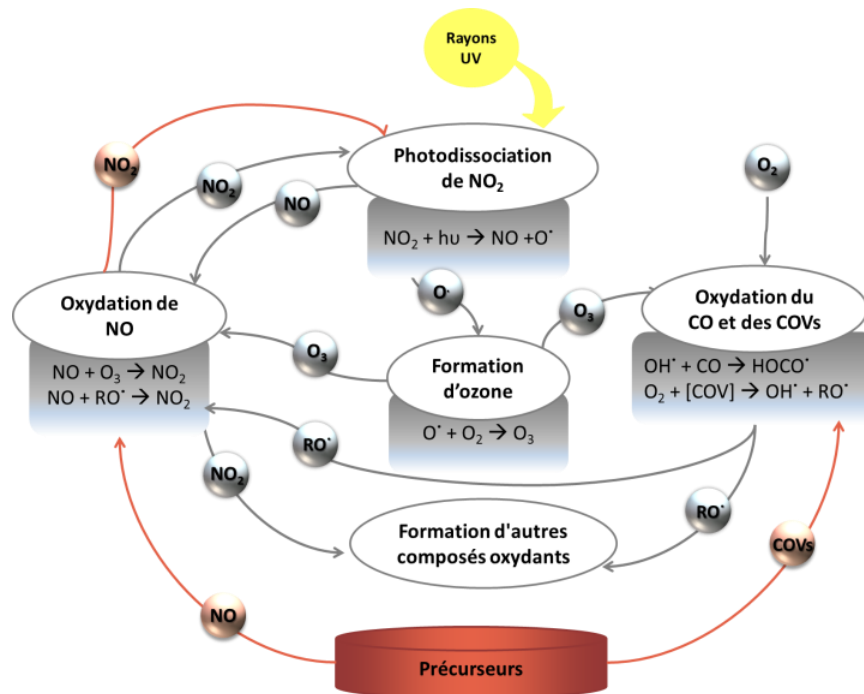 Rayons
UV
NO₂
NO₂
NO
Photodissociation
de NO₂
O₂
NO₂ + hυ → NO +O˙
Oxydation de
NO
O˙
O₃
Oxydation du
CO et des COVs
O₃
NO + O₃ → NO₂
NO + RO˙ → NO₂
Formation
d'ozone
OH˙ + CO → HOCO˙
O₂ + [COV] → OH˙ + RO˙
O˙ + O₂ → O₃
RO˙
NO₂
RO˙
Formation d'autres
composés oxydants
COVs
NO
Précurseurs